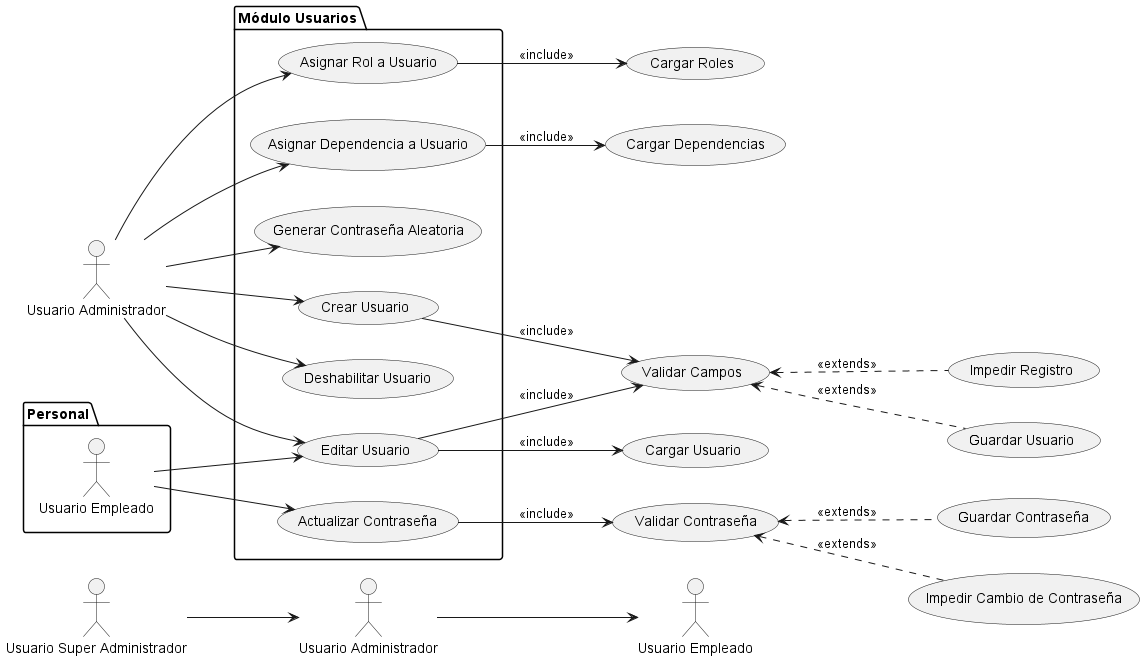 Módulo Usuarios
Asignar Rol a Usuario
«include»
Cargar Roles
Asignar Dependencia a Usuario
«include»
Cargar Dependencias
Generar Contraseña Aleatoria
Usuario Administrador
Crear Usuario
«include»
Validar Campos
«extends»
Impedir Registro
Deshabilitar Usuario
«include»
«extends»
Guardar Usuario
Personal
Usuario Empleado
Editar Usuario
«include»
Cargar Usuario
Actualizar Contraseña
«include»
Validar Contraseña
«extends»
Guardar Contraseña
«extends»
Impedir Cambio de Contraseña
Usuario Super Administrador
Usuario Administrador
Usuario Empleado